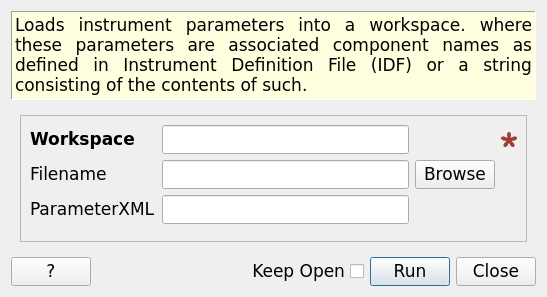 Loads instrument parameters into a workspace. where
these parameters are associated component names as
defined in Instrument Definition File (IDF) or a string
consisting of the contents of such.
Workspace
Filename Browse
ParameterXML
? Keep Open Run Close